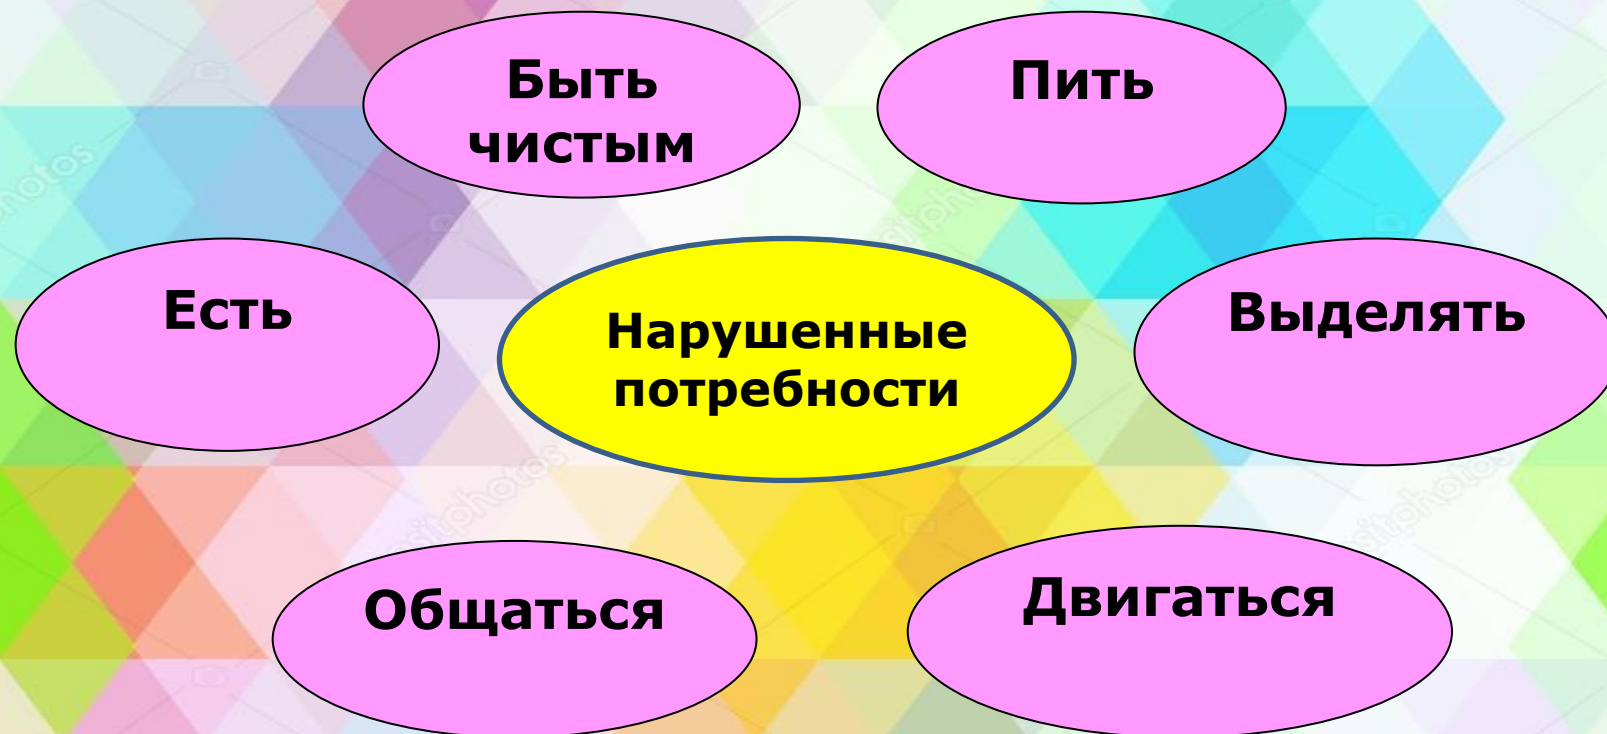 Быть
чистым
Пить
Есть
Нарушенные
потребности
Выделять
Общаться
Двигаться